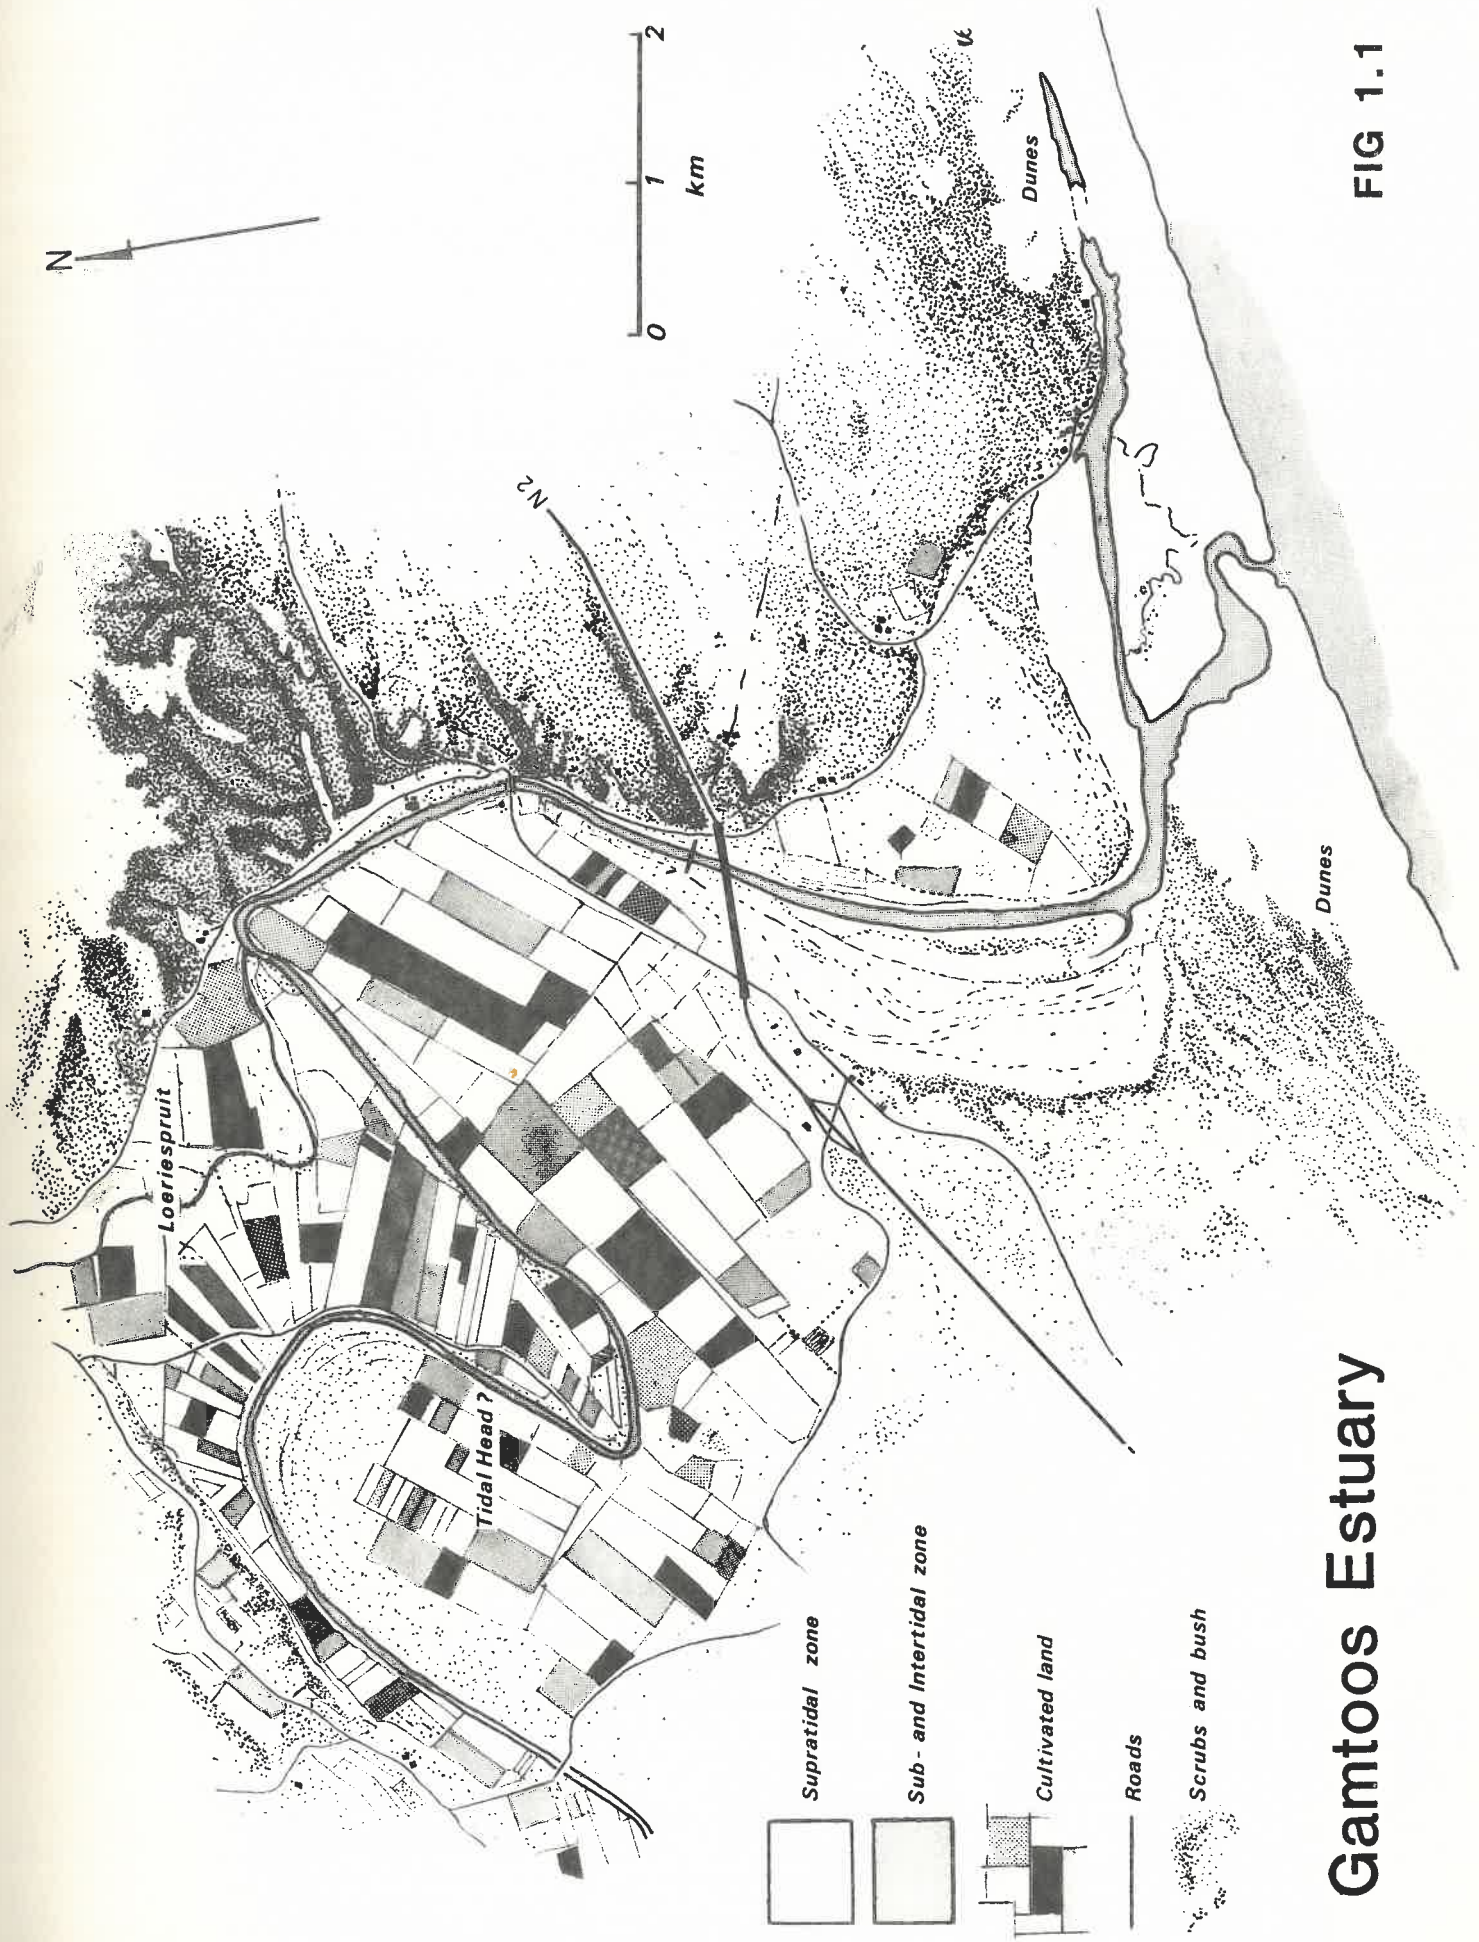 N
0 1 2
km
N2
Loeriespruit
Tidal Head?
Dunes
Dunes
Supratidal zone
Sub- and Intertidal zone
Cultivated land
Roads
Scrubs and bush
Gamtoos Estuary
FIG 1.1